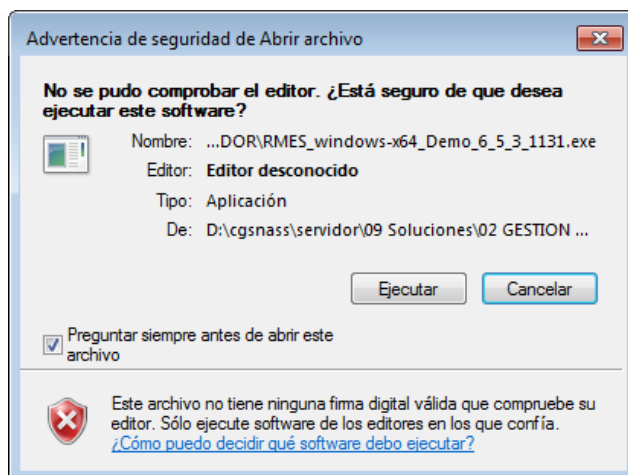 Advertencia de seguridad de Abrir archivo
No se pudo comprobar el editor. ¿Está seguro de que desea
ejecutar este software?
Nombre: ...DOR\RMES_windows-x64_Demo_6_5_3_1131.exe
Editor: Editor desconocido
Tipo: Aplicación
De: D:\cgsnass\servidor\09 Soluciones\02 GESTION ...
Ejecutar Cancelar
Preguntar siempre antes de abrir este
archivo
Este archivo no tiene ninguna firma digital válida que compruebe su
editor. Sólo ejecute software de los editores en los que confía.
¿Cómo puedo decidir qué software debo ejecutar?